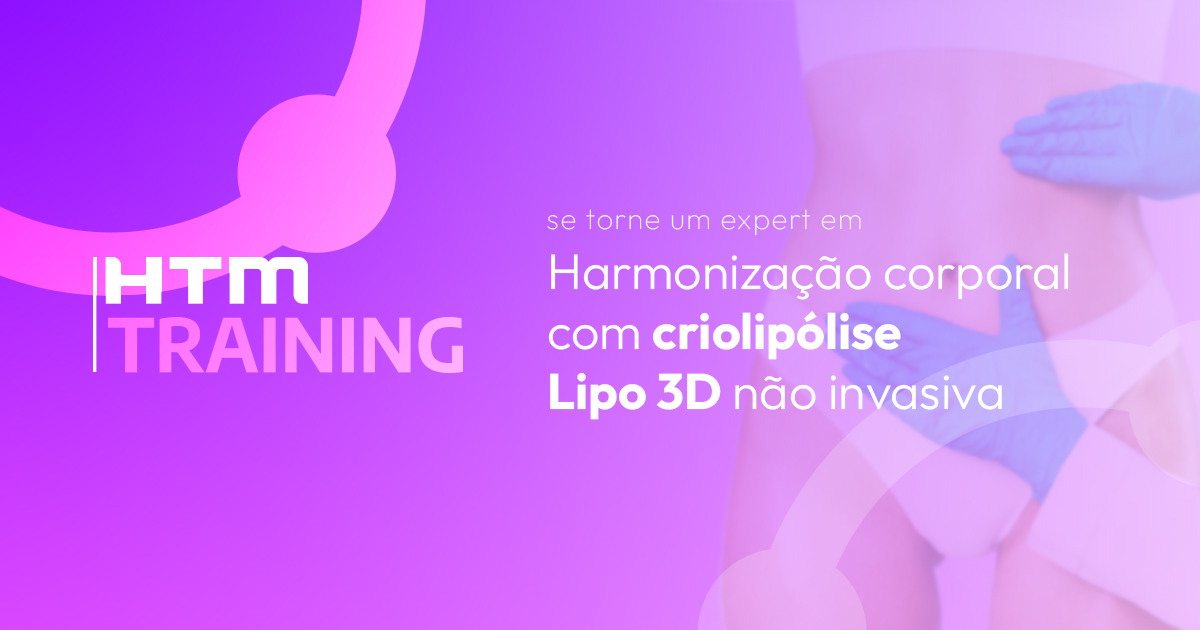 HTM
TRAINING
se torne um expert em
Harmonização corporal
com criolipólise
Lipo 3D não invasiva